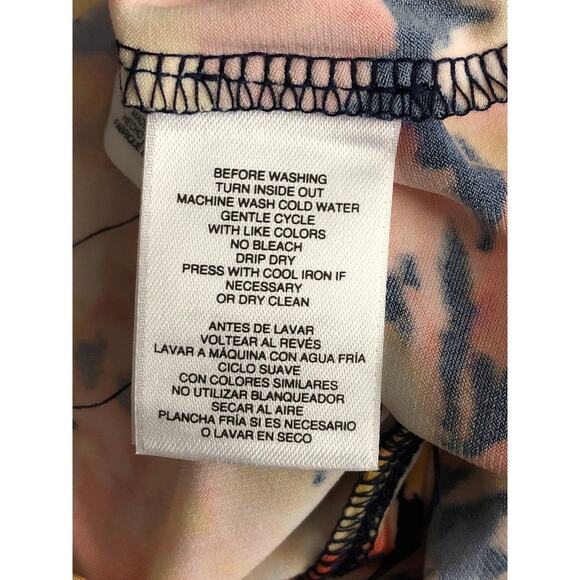 BEFORE WASHING
TURN INSIDE OUT
MACHINE WASH COLD WATER
GENTLE CYCLE
WITH LIKE COLORS
NO BLEACH
DRIP DRY
PRESS WITH COOL IRON IF
NECESSARY
OR DRY CLEAN
ANTES DE LAVAR
VOLTEAR AL REVÉS
LAVAR A MÁQUINA CON AGUA FRÍA
CICLO SUAVE
CON COLORES SIMILARES
NO UTILIZAR BLANQUEADOR
SECAR AL AIRE
PLANCHA FRÍA SI ES NECESARIO
O LAVAR EN SECO